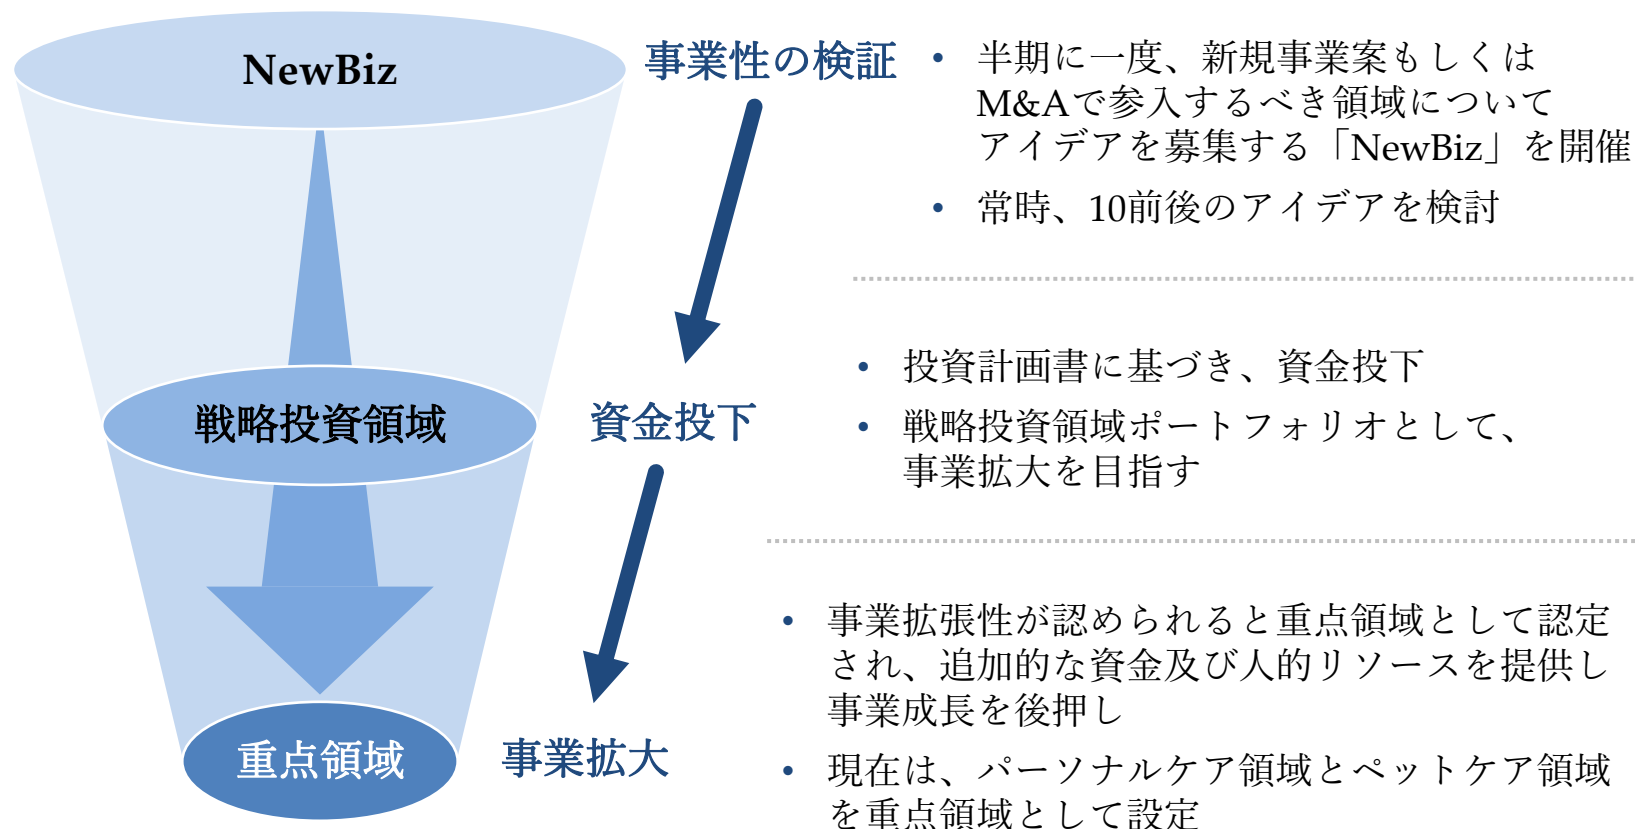 NewBiz
事業性の検証
• 半期に一度、新規事業案もしくは
M&Aで参入するべき領域について
アイデアを募集する「NewBiz」を開催
• 常時、10前後のアイデアを検討
戦略投資領域
資金投下
• 投資計画書に基づき、資金投下
• 戦略投資領域ポートフォリオとして、
事業拡大を目指す
重点領域
事業拡大
• 事業拡張性が認められると重点領域として認定
され、追加的な資金及び人的リソースを提供し
事業成長を後押し
• 現在は、パーソナルケア領域とペットケア領域
を重点領域として設定